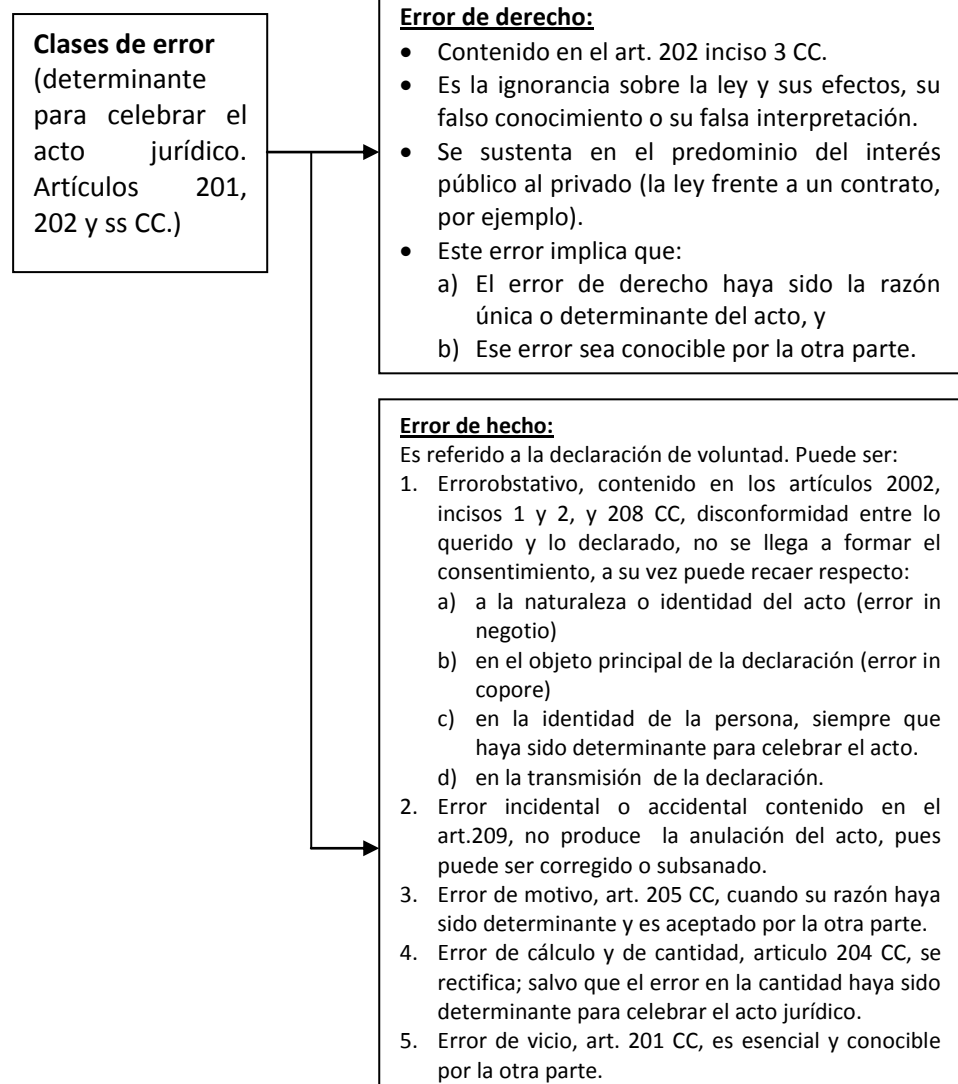 Clases de error
(determinante
para celebrar el
acto jurídico.
Artículos 201,
202 y ss CC.)
Error de derecho:
• Contenido en el art. 202 inciso 3 CC.
• Es la ignorancia sobre la ley y sus efectos, su
falso conocimiento o su falsa interpretación.
• Se sustenta en el predominio del interés
público al privado (la ley frente a un contrato,
por ejemplo).
• Este error implica que:
a) El error de derecho haya sido la razón
única o determinante del acto, y
b) Ese error sea conocible por la otra parte.
Error de hecho:
Es referido a la declaración de voluntad. Puede ser:
1. Errorobstativo, contenido en los artículos 2002,
incisos 1 y 2, y 208 CC, disconformidad entre lo
querido y lo declarado, no se llega a formar el
consentimiento, a su vez puede recaer respecto:
a) a la naturaleza o identidad del acto (error in
negotio)
b) en el objeto principal de la declaración (error in
copore)
c) en la identidad de la persona, siempre que
haya sido determinante para celebrar el acto.
d) en la transmisión de la declaración.
2. Error incidental o accidental contenido en el
art.209, no produce la anulación del acto, pues
puede ser corregido o subsanado.
3. Error de motivo, art. 205 CC, cuando su razón haya
sido determinante y es aceptado por la otra parte.
4. Error de cálculo y de cantidad, articulo 204 CC, se
rectifica; salvo que el error en la cantidad haya sido
determinante para celebrar el acto jurídico.
5. Error de vicio, art. 201 CC, es esencial y conocible
por la otra parte.